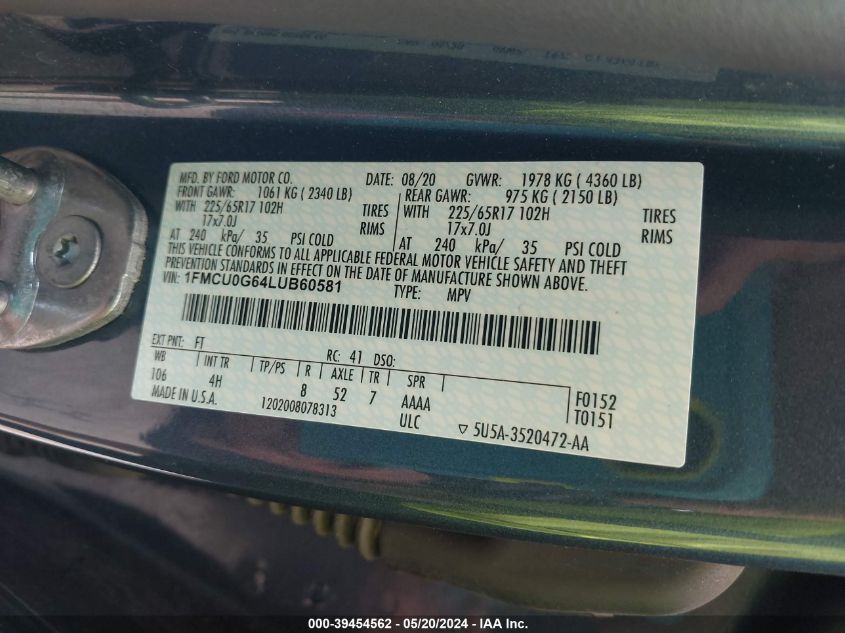 MFD. BY FORD MOTOR CO. DATE: 08/20 GVWR: 1978 KG ( 4360 LB)
FRONT GAWR: 1061 KG ( 2340 LB) REAR GAWR: 975 KG ( 2150 LB)
WITH 225/65R17 102H TIRES WITH 225/65R17 102H TIRES
17x7.0J RIMS 17x7.0J RIMS
AT 240 kPa/ 35 PSI COLD AT 240 kPa/ 35 PSI COLD
THIS VEHICLE CONFORMS TO ALL APPLICABLE FEDERAL MOTOR VEHICLE SAFETY AND THEFT
PREVENTION STANDARDS IN EFFECT ON THE DATE OF MANUFACTURE SHOWN ABOVE.
VIN: 1FMCU0G64LUB60581 TYPE: MPV
EXT PNT: FT RC: 41 DSO:
WB INT TR TP/PS R AXLE TR SPR F0152
106 4H 8 52 7 AAAA T0151
MADE IN U.S.A. 1202008078313 ULC ▽ 5U5A-3520472-AA
000-39454562 - 05/20/2024 - IAA Inc.